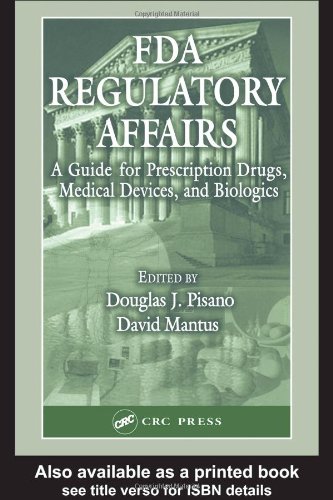 FDA
REGULATORY
AFFAIRS
A Guide for Prescription Drugs,
Medical Devices, and Biologics
EDITED BY
Douglas J. Pisano
David Mantus
CRC
CRC PRESS
Also available as a printed book
see title verso for ISBN details